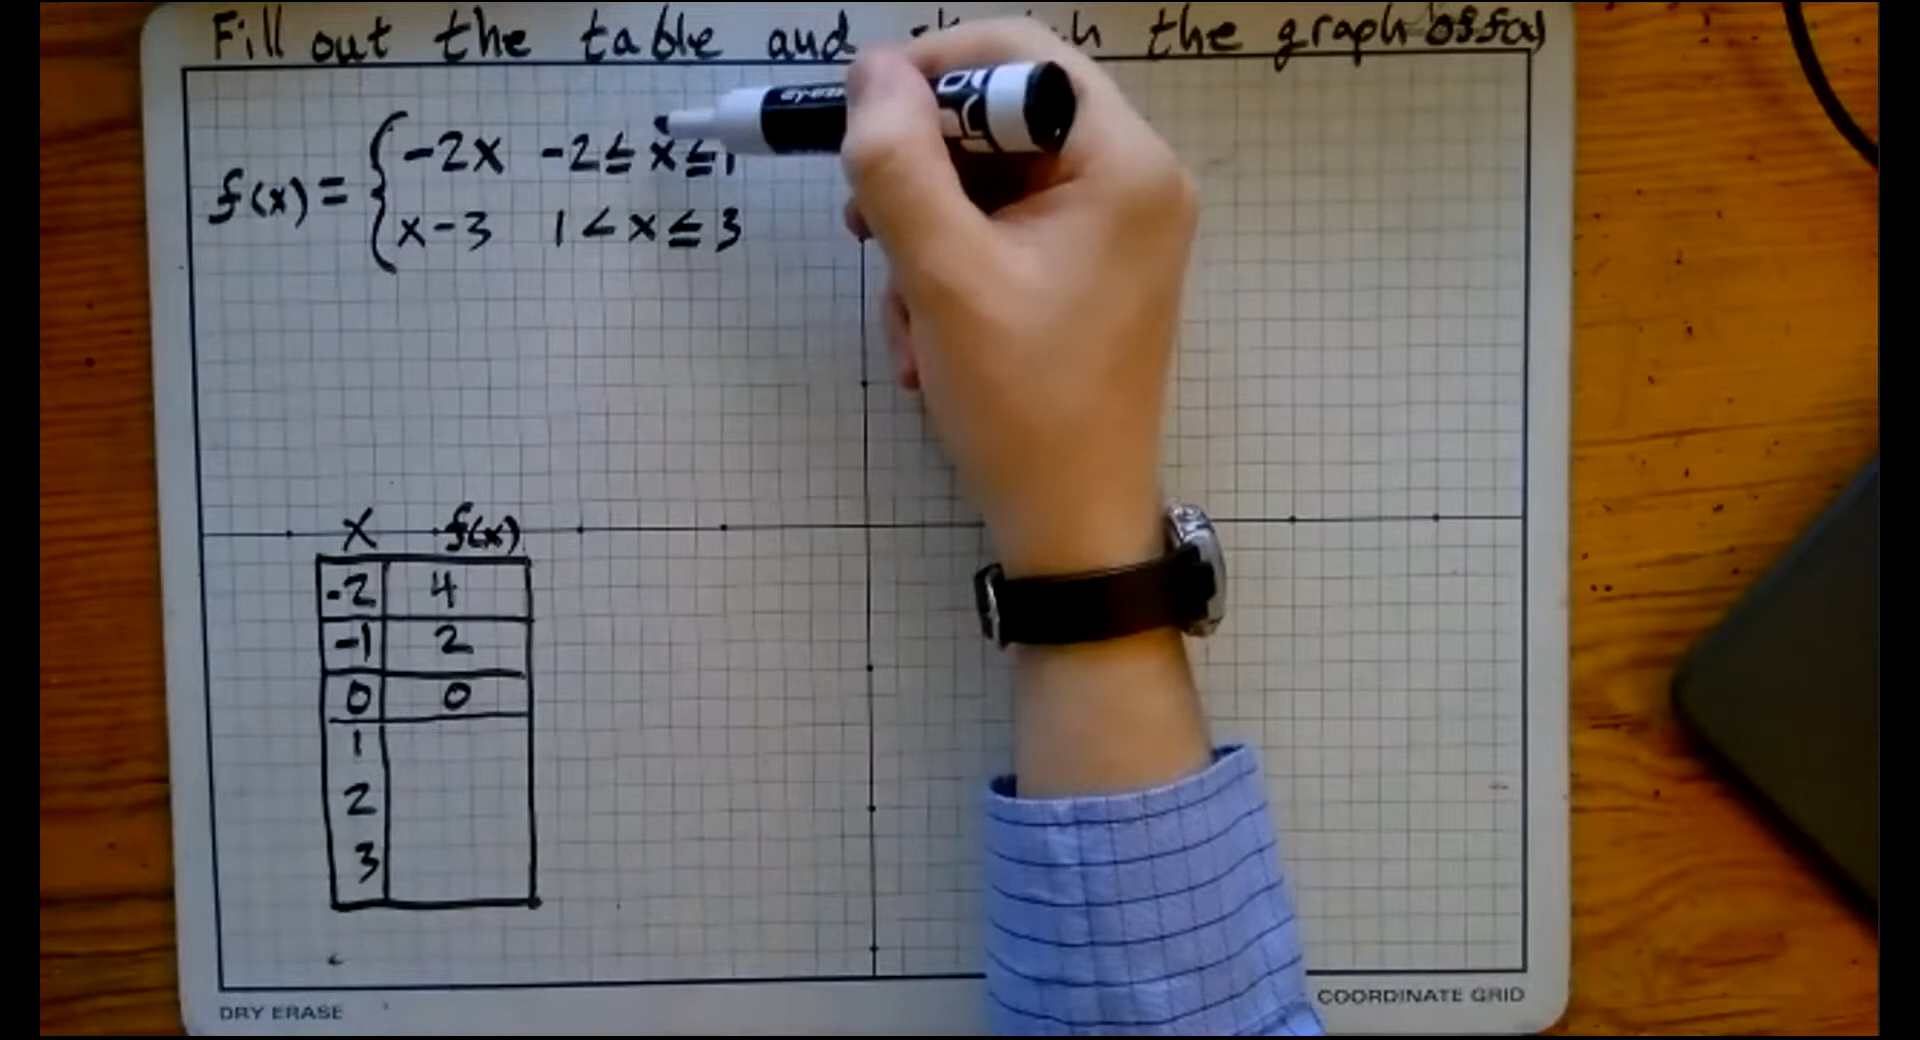 Fill out the table and the graph of f(x)
f(x) = { -2x -2 ≤ x ≤ 1
x-3 1 < x ≤ 3
x f(x)
-2 4
-1 2
0 0
1
2
3
DRY ERASE
COORDINATE GRID